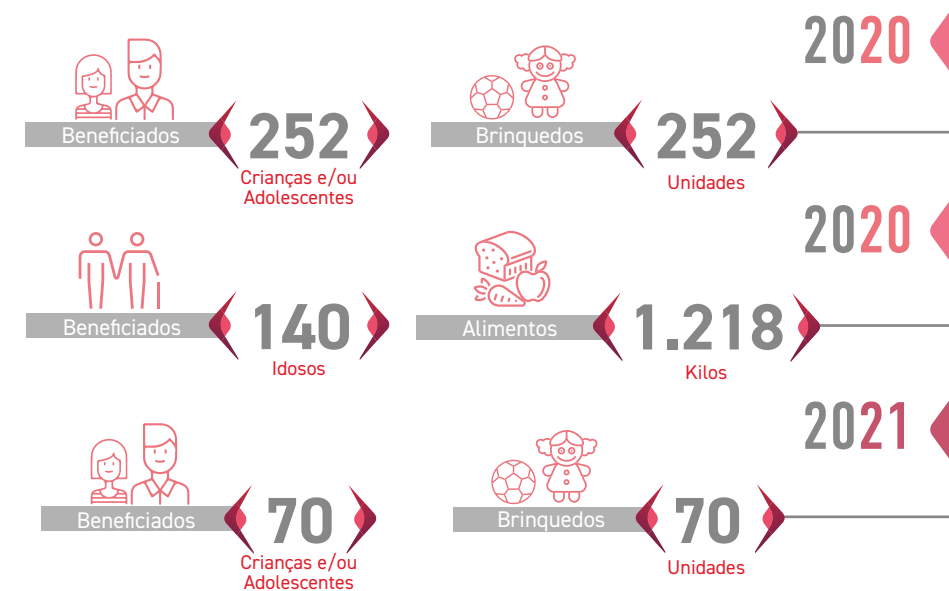 2020
Beneficiados
252
Crianças e/ou
Adolescentes
Brinquedos
252
Unidades
2020
Beneficiados
140
Idosos
Alimentos
1.218
Kilos
2021
Beneficiados
70
Crianças e/ou
Adolescentes
Brinquedos
70
Unidades